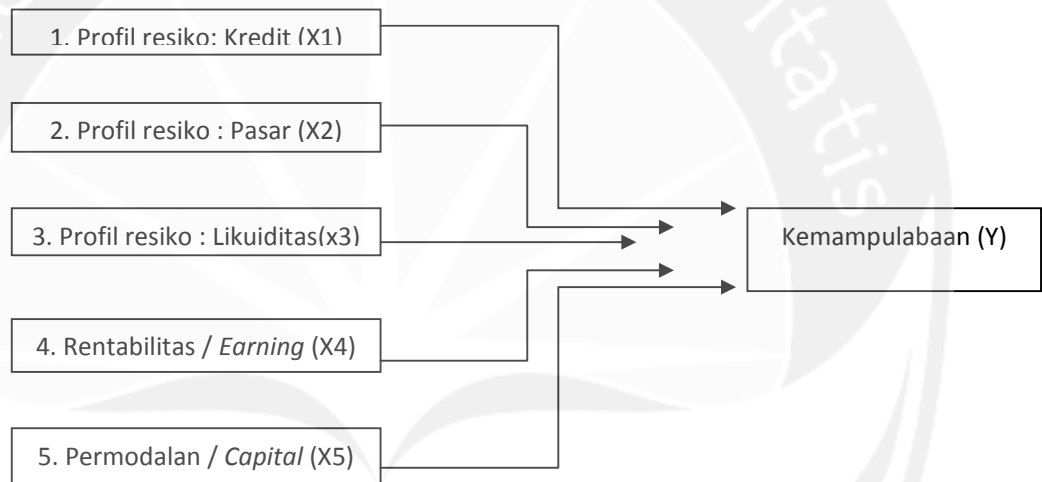 1. Profil resiko: Kredit (X1)
2. Profil resiko : Pasar (X2)
3. Profil resiko : Likuiditas(x3)
Kemampulabaan (Y)
4. Rentabilitas / Earning (X4)
5. Permodalan / Capital (X5)